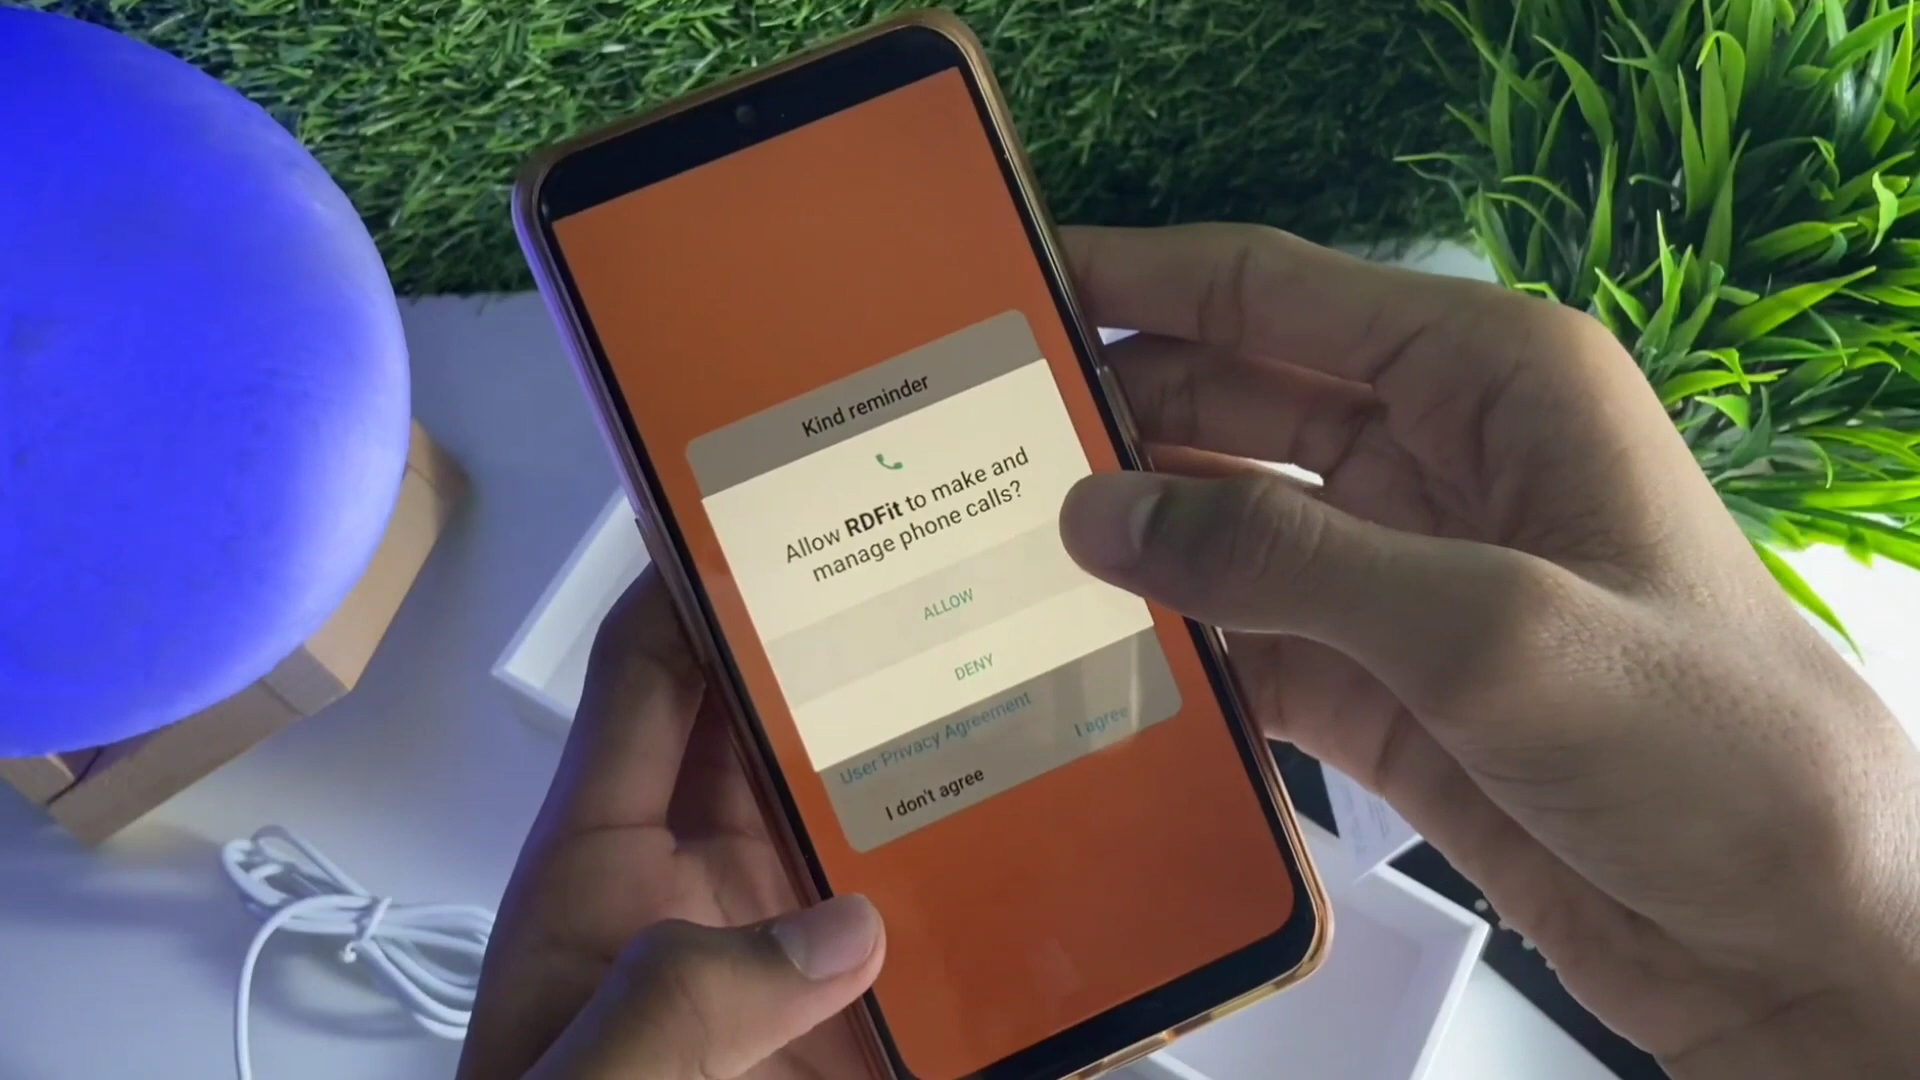 Kind reminder
Allow RDFit to make and
manage phone calls?
ALLOW
DENY
User Privacy Agreement
I agree
I don't agree